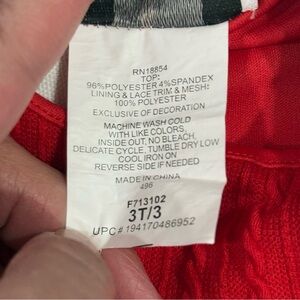 RN18854
TOP:
96%POLYESTER 4%SPANDEX
LINING & LACE TRIM & MESH:
100% POLYESTER
EXCLUSIVE OF DECORATION
MACHINE WASH COLD
WITH LIKE COLORS,
INSIDE OUT, NO BLEACH,
DELICATE CYCLE, TUMBLE DRY LOW
COOL IRON ON
REVERSE SIDE IF NEEDED
MADE IN CHINA
496
F713102
3T/3
UPC# 194170486952